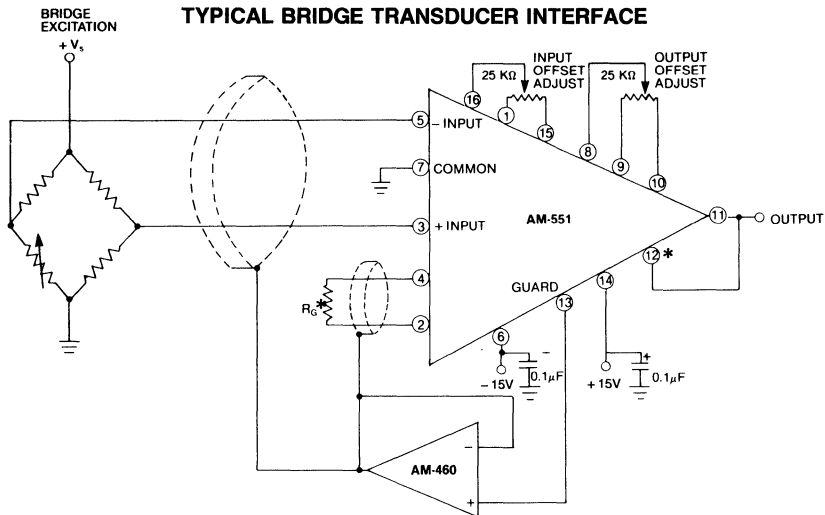 TYPICAL BRIDGE TRANSDUCER INTERFACE
BRIDGE
EXCITATION
+ Vs
25 KΩ
INPUT
OFFSET
ADJUST
25 KΩ
OUTPUT
OFFSET
ADJUST
16
1
15
8
9
10
5
- INPUT
7
COMMON
3
+ INPUT
AM-551
11
OUTPUT
12 *
4
GUARD
14
13
RG *
2
6
-
- 15V
0.1µF
+
+ 15V
0.1µF
-
AM-460
+